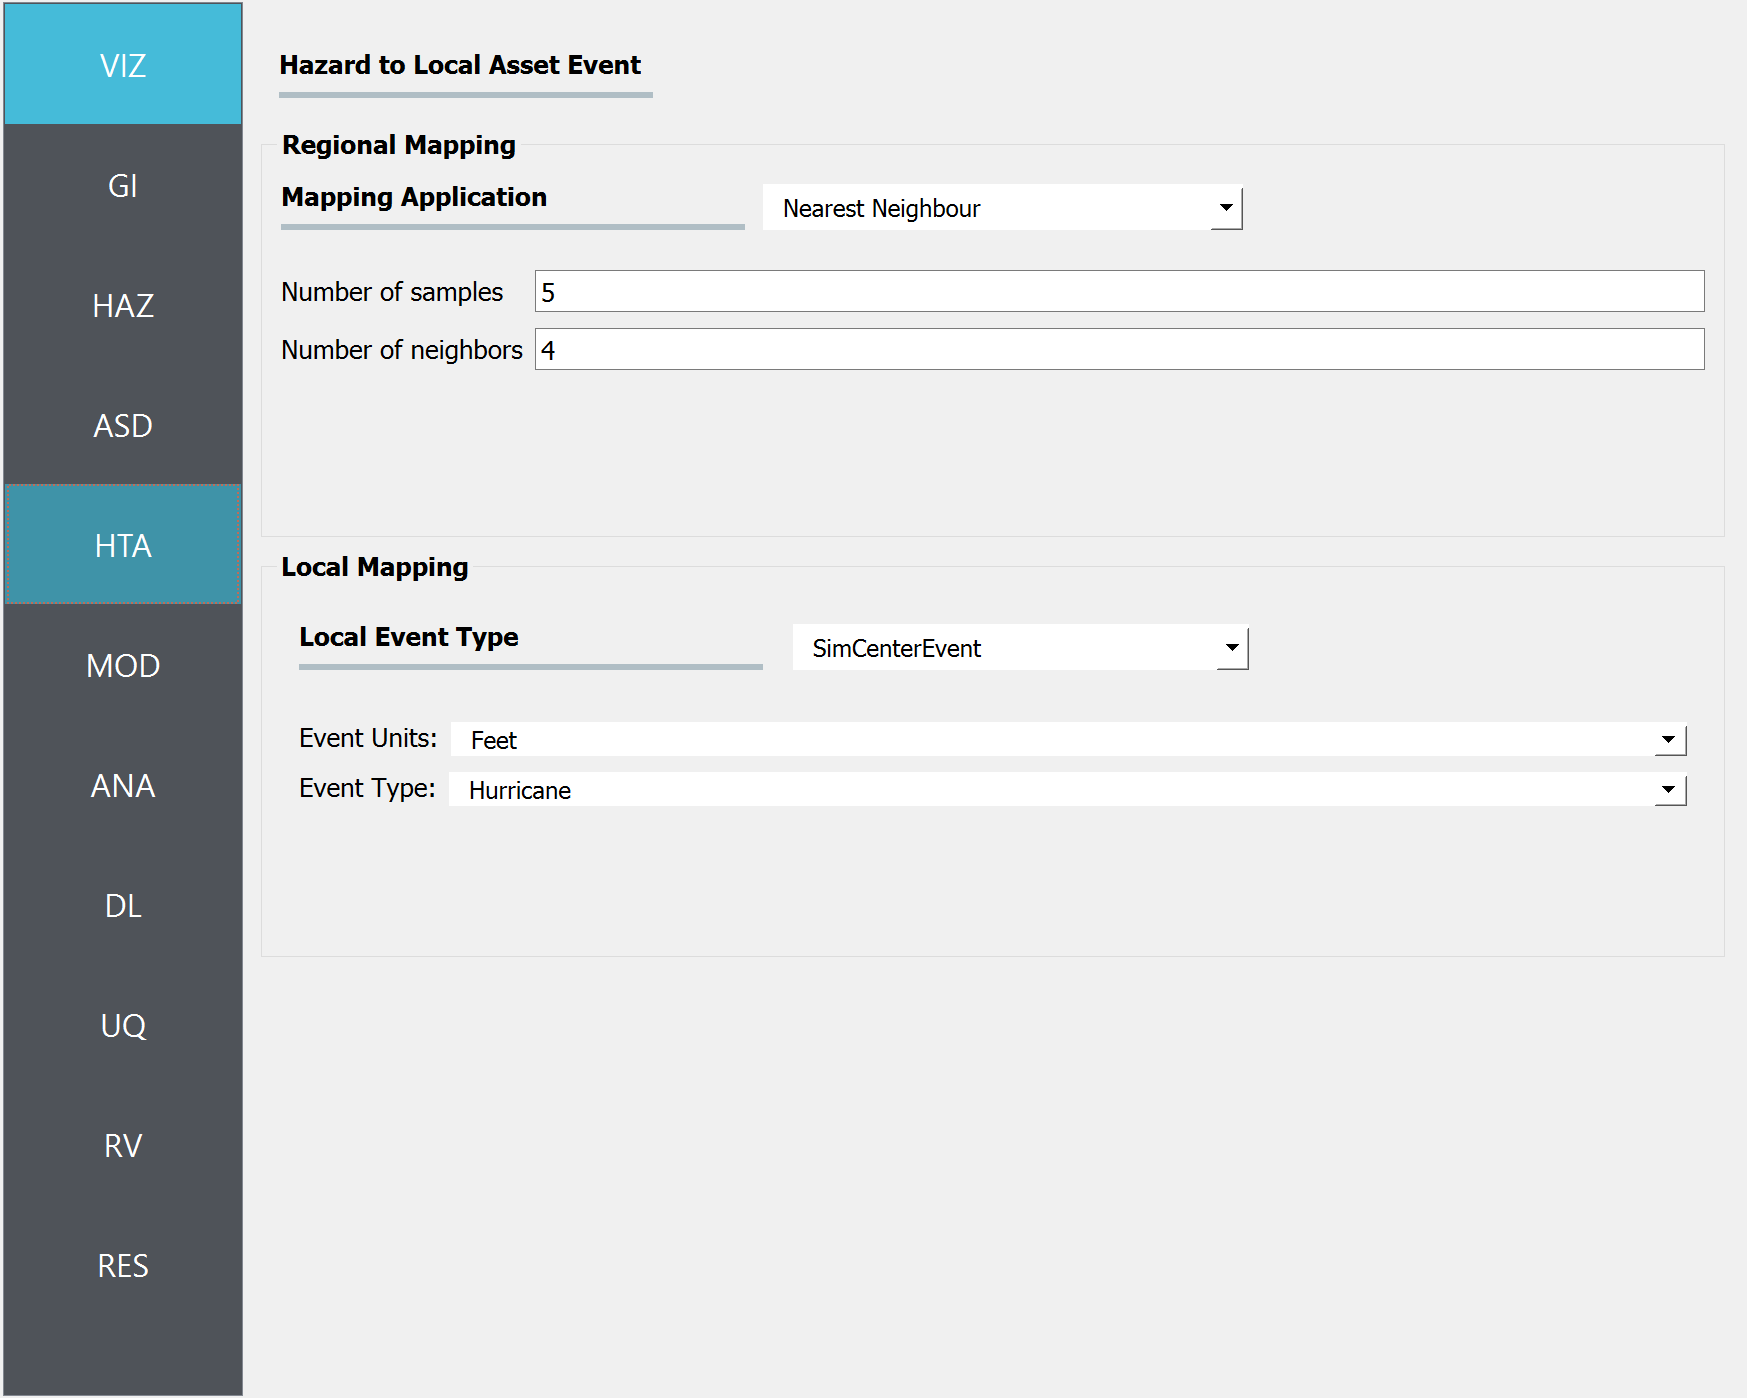 VIZ
GI
HAZ
ASD
HTA
MOD
ANA
DL
UQ
RV
RES
Hazard to Local Asset Event
Regional Mapping
Mapping Application Nearest Neighbour
Number of samples 5
Number of neighbors 4
Local Mapping
Local Event Type SimCenterEvent
Event Units: Feet
Event Type: Hurricane